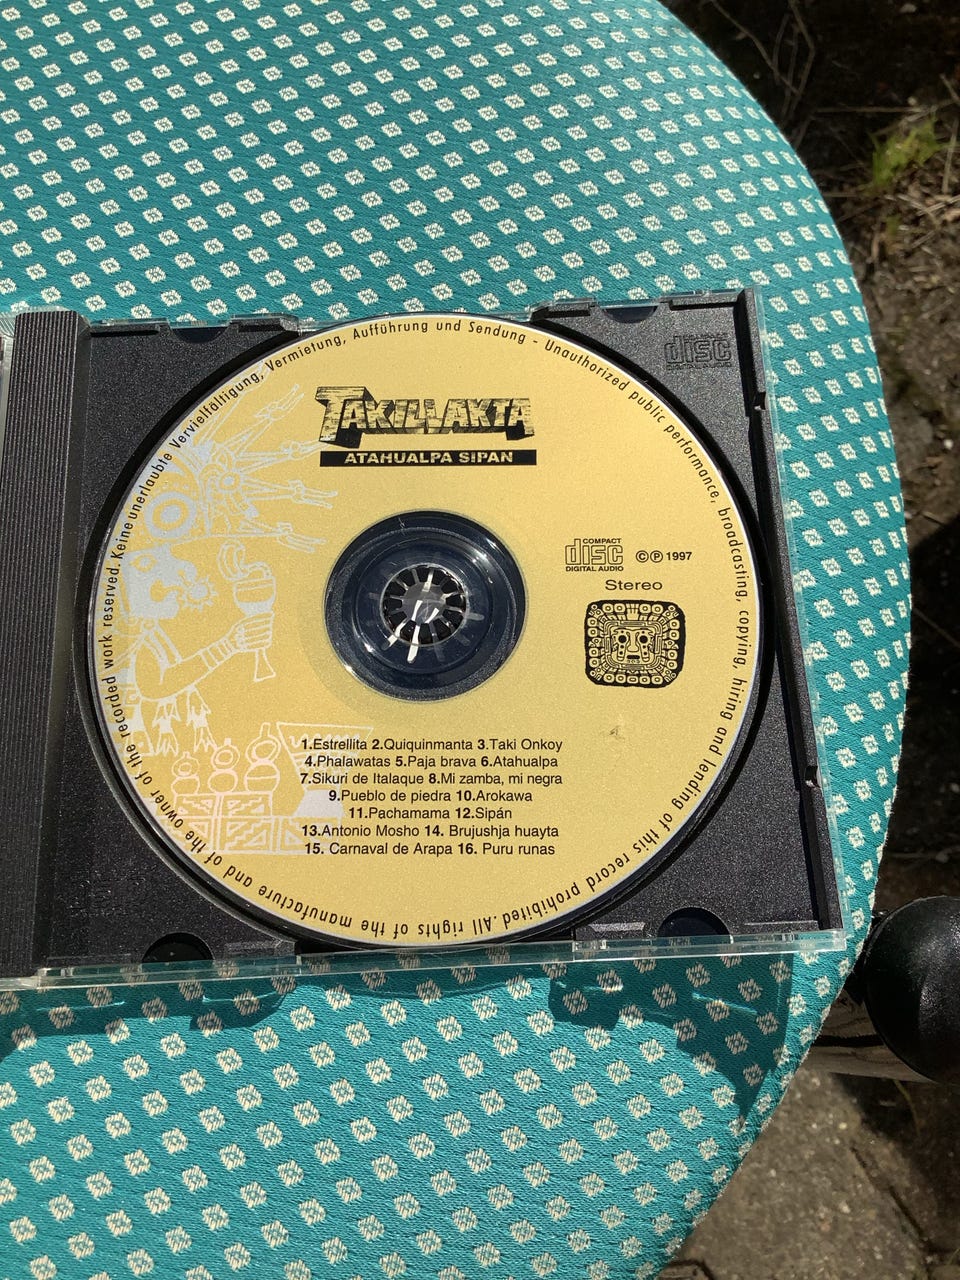 Keine unerlaubte Vervielfältigung, Vermietung, Aufführung und Sendung - Unauthorized public performance, broadcasting, copying, hiring and lending of this record prohibited. All rights of the manufacture and of the owner of the recorded work reserved.
TAKILLAKTA
ATAHUALPA SIPAN
COMPACT
disc
DIGITAL AUDIO
©℗ 1997
Stereo
1.Estrellita 2.Quiquinmanta 3.Taki Onkoy
4.Phalawatas 5.Paja brava 6.Atahualpa
7.Sikuri de Italaque 8.Mi zamba, mi negra
9.Pueblo de piedra 10.Arokawa
11.Pachamama 12.Sipán
13.Antonio Mosho 14. Brujushja huayta
15. Carnaval de Arapa 16. Puru runas
disc
DIGITAL AUDIO